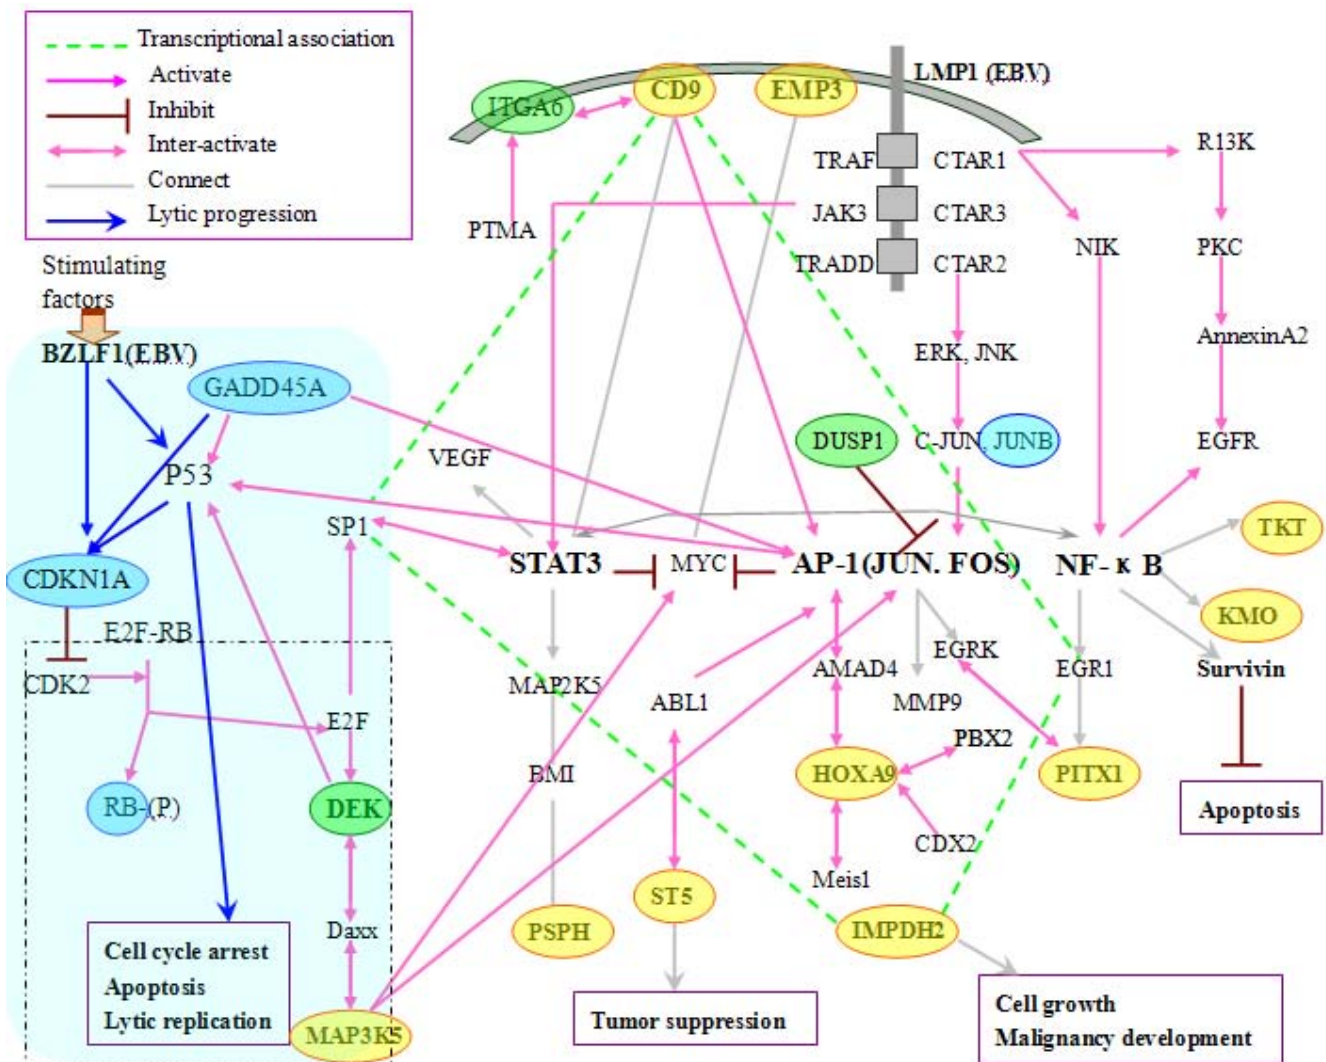 Transcriptional association
Activate
Inhibit
Inter-activate
Connect
Lytic progression
LMP1 (EBV)
ITGA6
CD9
EMP3
TRAF
CTAR1
R13K
JAK3
CTAR3
PTMA
TRADD
CTAR2
NIK
PKC
Stimulating
factors
BZLF1(EBV)
GADD45A
ERK, JNK
AnnexinA2
VEGF
DUSP1
C-JUN, JUNB
EGFR
P53
SP1
TKT
STAT3
MYC
AP-1(JUN. FOS)
NF-κB
CDKN1A
KMO
E2F-RB
EGRK
CDK2
MAP2K5
AMAD4
EGR1
Survivin
ABL1
MMP9
E2F
PBX2
BMI
HOXA9
PITX1
RB-(P.)
DEK
Apoptosis
CDX2
Meis1
ST5
Daxx
PSPH
IMPDH2
Cell cycle arrest
Apoptosis
Lytic replication
MAP3K5
Tumor suppression
Cell growth
Malignancy development